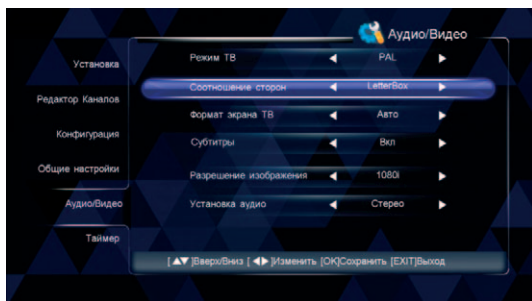 Аудио/Видео
Установка
Редактор Каналов
Конфигурация
Общие настройки
Аудио/Видео
Таймер
Режим ТВ ◀ PAL ▶
Соотношение сторон ◀ LetterBox ▶
Формат экрана ТВ ◀ Авто ▶
Субтитры ◀ Вкл ▶
Разрешение изображения ◀ 1080i ▶
Установка аудио ◀ Стерео ▶
[▲▼]Вверх/Вниз [◀▶]Изменить [OK]Сохранить [EXIT]Выход